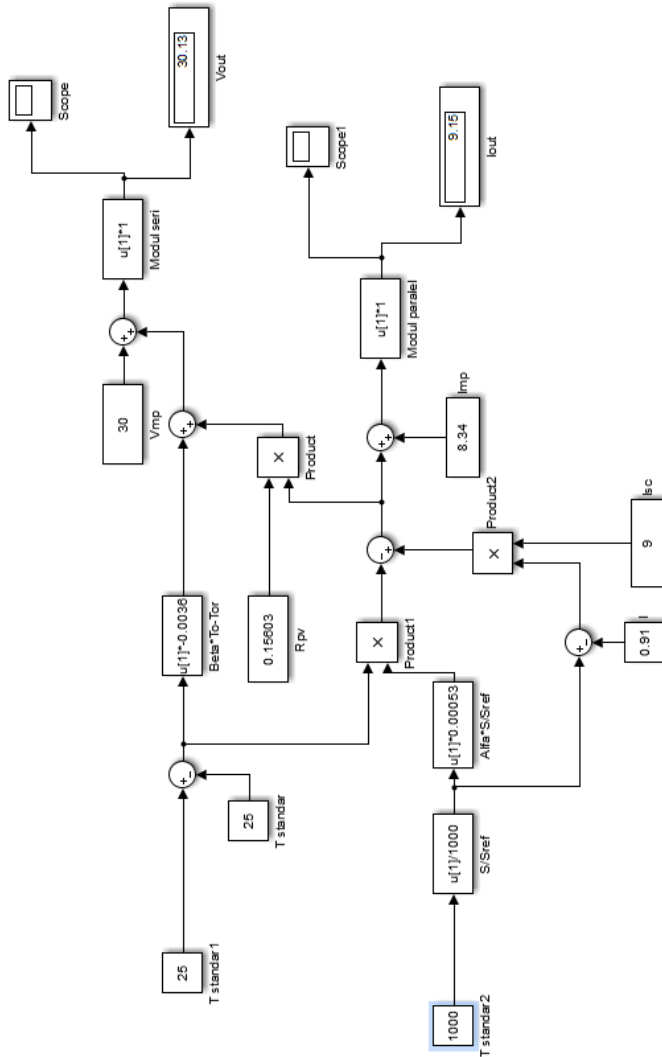 25
T standar1
+-
25
T standar
u[1]*-0.0036
Beta*To-Tor
30
Vmp
++
++
u[1]*1
Modul seri
Scope
30.13
Vout
0.15603
Rpv
×
Product
1000
T standar2
u[1]/1000
S/Sref
u[1]*0.00053
Alfa*S/Sref
×
Product1
-+
++
u[1]*1
Modul paralel
Scope1
9.15
Iout
8.34
Imp
×
Product2
+-
0.91
I
9
Isc